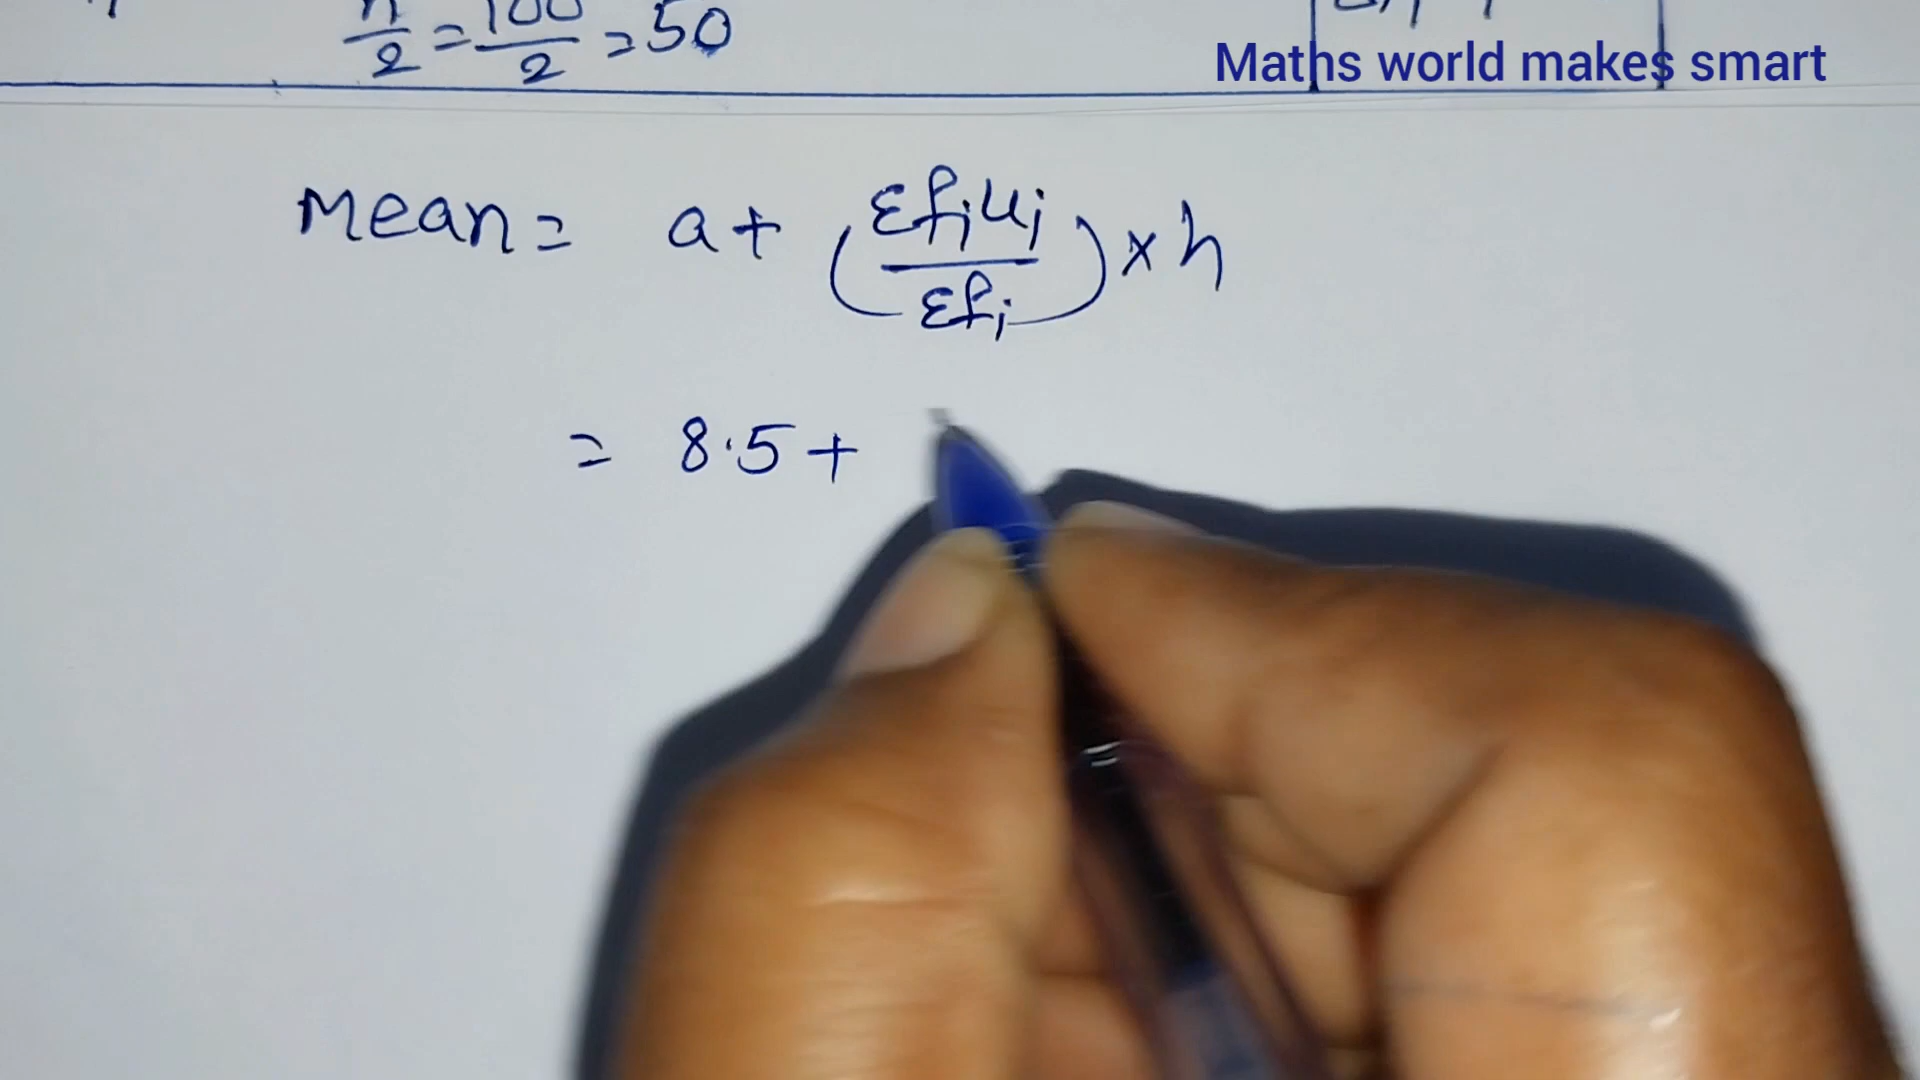 n/2 = 100/2 = 50
Maths world makes smart
Mean = a + (Σfiui / Σfi) × h
= 8.5 +